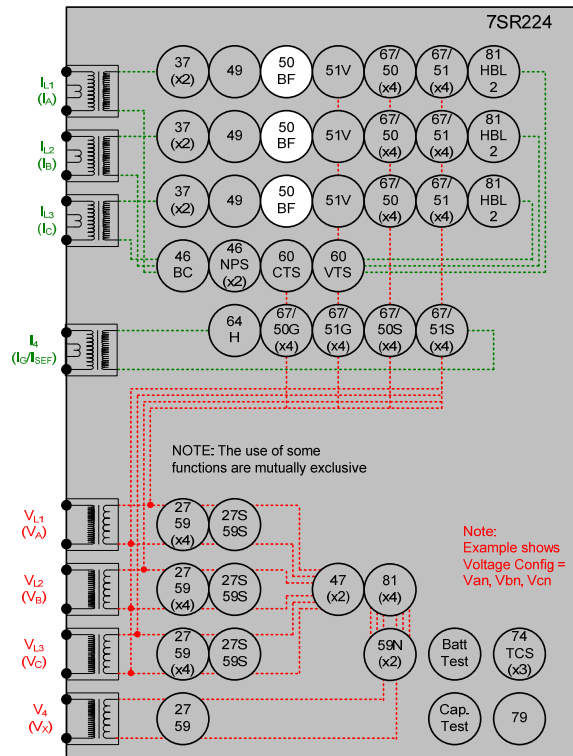 7SR224
IL1
(IA)
37
(x2)
49
50
BF
51V
67/
50
(x4)
67/
51
(x4)
81
HBL
2
IL2
(IB)
37
(x2)
49
50
BF
51V
67/
50
(x4)
67/
51
(x4)
81
HBL
2
IL3
(IC)
37
(x2)
49
50
BF
51V
67/
50
(x4)
67/
51
(x4)
81
HBL
2
46
BC
46
NPS
(x2)
60
CTS
60
VTS
I4
(IG/ISEF)
64
H
67/
50G
(x4)
67/
51G
(x4)
67/
50S
(x4)
67/
51S
(x4)
NOTE: The use of some
functions are mutually exclusive
VL1
(VA)
27
59
(x4)
27S
59S
Note:
Example shows
Voltage Config =
Van, Vbn, Vcn
VL2
(VB)
27
59
(x4)
27S
59S
47
(x2)
81
(x4)
VL3
(VC)
27
59
(x4)
27S
59S
59N
(x2)
Batt
Test
74
TCS
(x3)
V4
(VX)
27
59
Cap.
Test
79